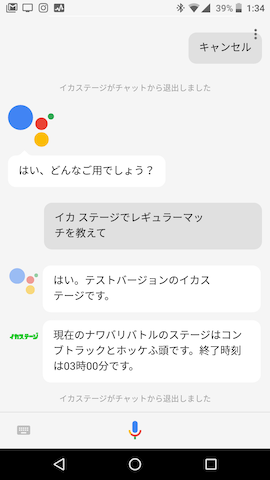 39% 1:34
キャンセル
イカステージがチャットから退出しました
はい、どんなご用でしょう？
イカ ステージでレギュラーマッ
チを教えて
はい。テストバージョンのイカス
テージです。
イカステージ
現在のナワバリバトルのステージはコン
ブトラックとホッケふ頭です。終了時刻
は03時00分です。
イカステージがチャットから退出しました